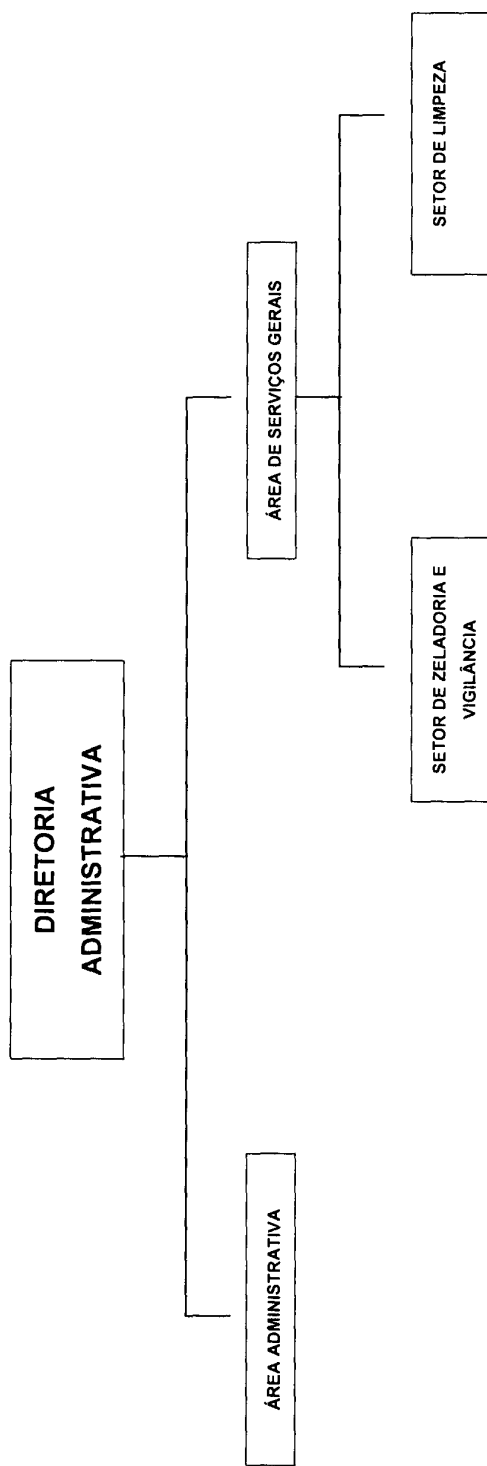 DIRETORIA
ADMINISTRATIVA
ÁREA ADMINISTRATIVA
ÁREA DE SERVIÇOS GERAIS
SETOR DE ZELADORIA E
VIGILÂNCIA
SETOR DE LIMPEZA